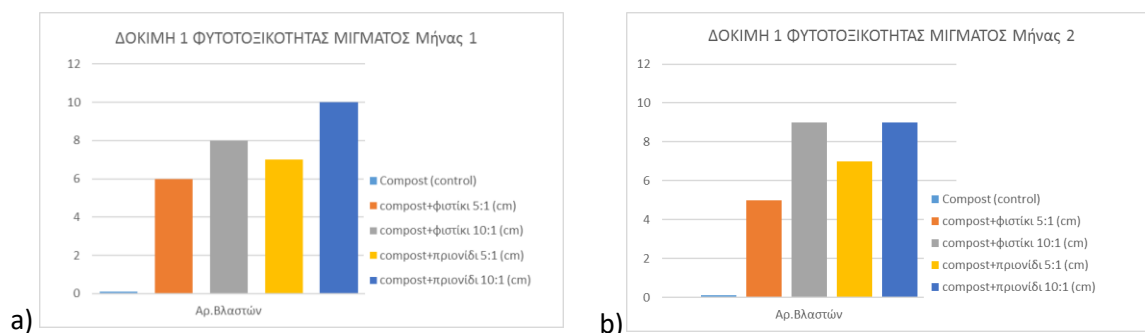 ΔΟΚΙΜΗ 1 ΦΥΤΟΤΟΞΙΚΟΤΗΤΑΣ ΜΙΓΜΑΤΟΣ Μήνας 1
12
10
8
6
4
2
0
Αρ.Βλαστών
Compost (control)
compost+φιστίκι 5:1 (cm)
compost+φιστίκι 10:1 (cm)
compost+πριονίδι 5:1 (cm)
compost+πριονίδι 10:1 (cm)
a)
ΔΟΚΙΜΗ 1 ΦΥΤΟΤΟΞΙΚΟΤΗΤΑΣ ΜΙΓΜΑΤΟΣ Μήνας 2
12
10
8
6
4
2
0
Αρ.Βλαστών
Compost (control)
compost+φιστίκι 5:1 (cm)
compost+φιστίκι 10:1 (cm)
compost+πριονίδι 5:1 (cm)
compost+πριονίδι 10:1 (cm)
b)